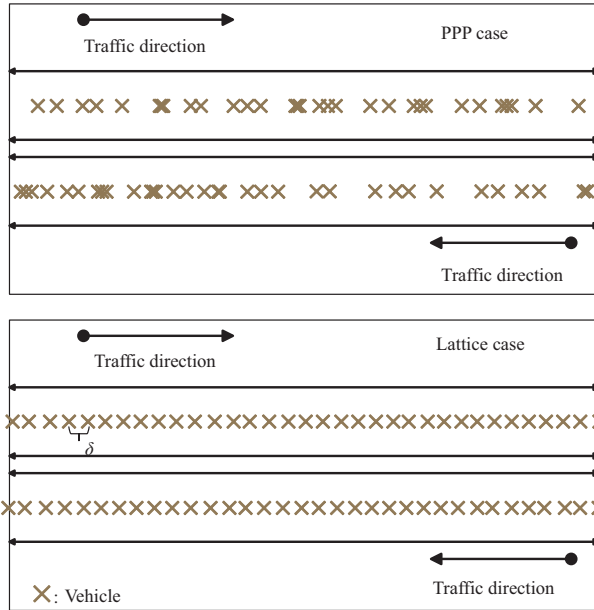 Traffic direction
PPP case
Traffic direction
Traffic direction
Lattice case
δ
Traffic direction
: Vehicle